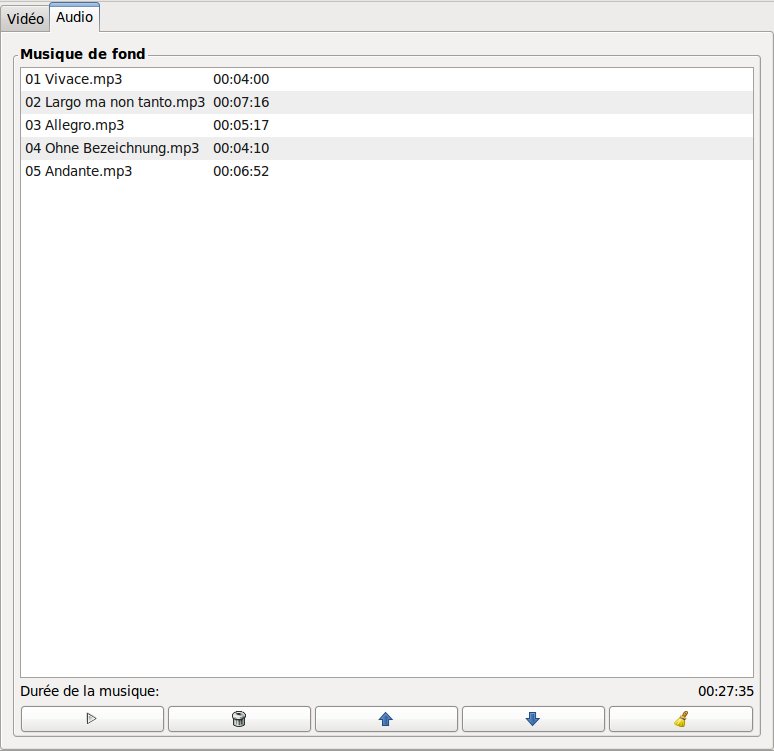 Vidéo Audio
Musique de fond
01 Vivace.mp3 00:04:00
02 Largo ma non tanto.mp3 00:07:16
03 Allegro.mp3 00:05:17
04 Ohne Bezeichnung.mp3 00:04:10
05 Andante.mp3 00:06:52
Durée de la musique: 00:27:35